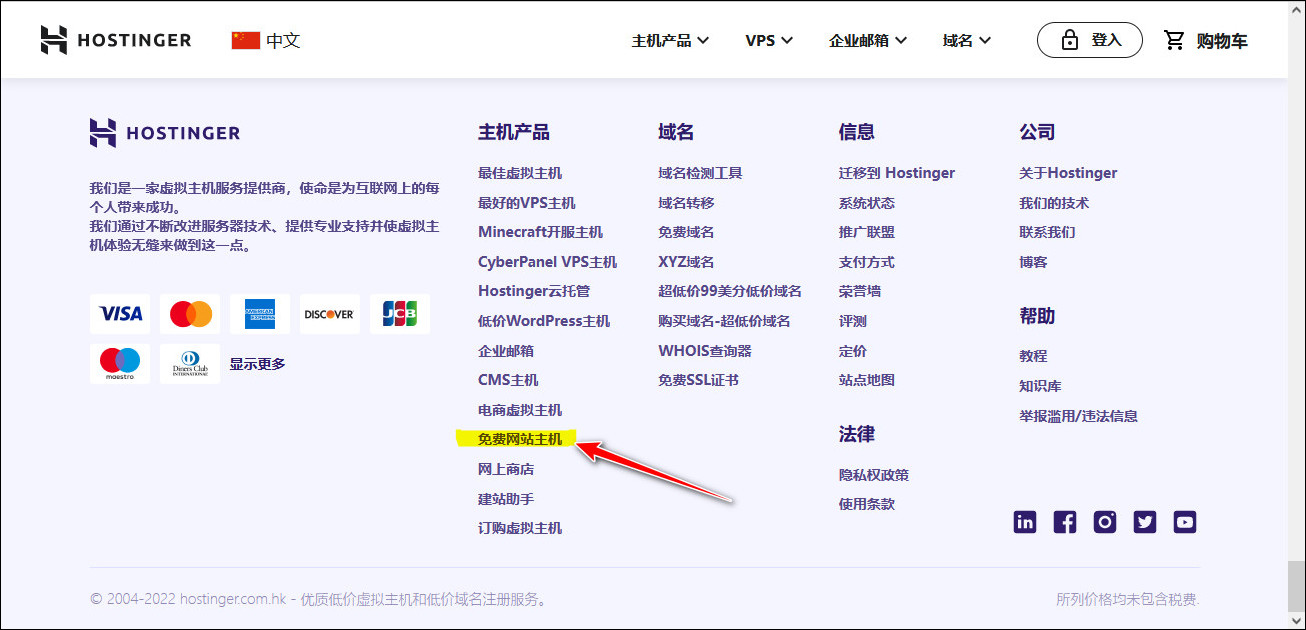 HOSTINGER
中文
主机产品
VPS
企业邮箱
域名
登入
购物车
HOSTINGER
我们是一家虚拟主机服务提供商，使命是为互联网上的每
个人带来成功。
我们通过不断改进服务器技术、提供专业支持并使虚拟主
机体验无缝来做到这一点。
VISA
AMERICAN EXPRESS
DISCOVER
JCB
maestro
Diners Club
INTERNATIONAL
显示更多
主机产品
最佳虚拟主机
最好的VPS主机
Minecraft开服主机
CyberPanel VPS主机
Hostinger云托管
低价WordPress主机
企业邮箱
CMS主机
电商虚拟主机
免费网站主机
网上商店
建站助手
订购虚拟主机
域名
域名检测工具
域名转移
免费域名
XYZ域名
超低价99美分低价域名
购买域名-超低价域名
WHOIS查询器
免费SSL证书
信息
迁移到 Hostinger
系统状态
推广联盟
支付方式
荣誉墙
评测
定价
站点地图
法律
隐私权政策
使用条款
公司
关于Hostinger
我们的技术
联系我们
博客
帮助
教程
知识库
举报滥用/违法信息
© 2004-2022 hostinger.com.hk - 优质低价虚拟主机和低价域名注册服务。
所列价格均未包含税费.